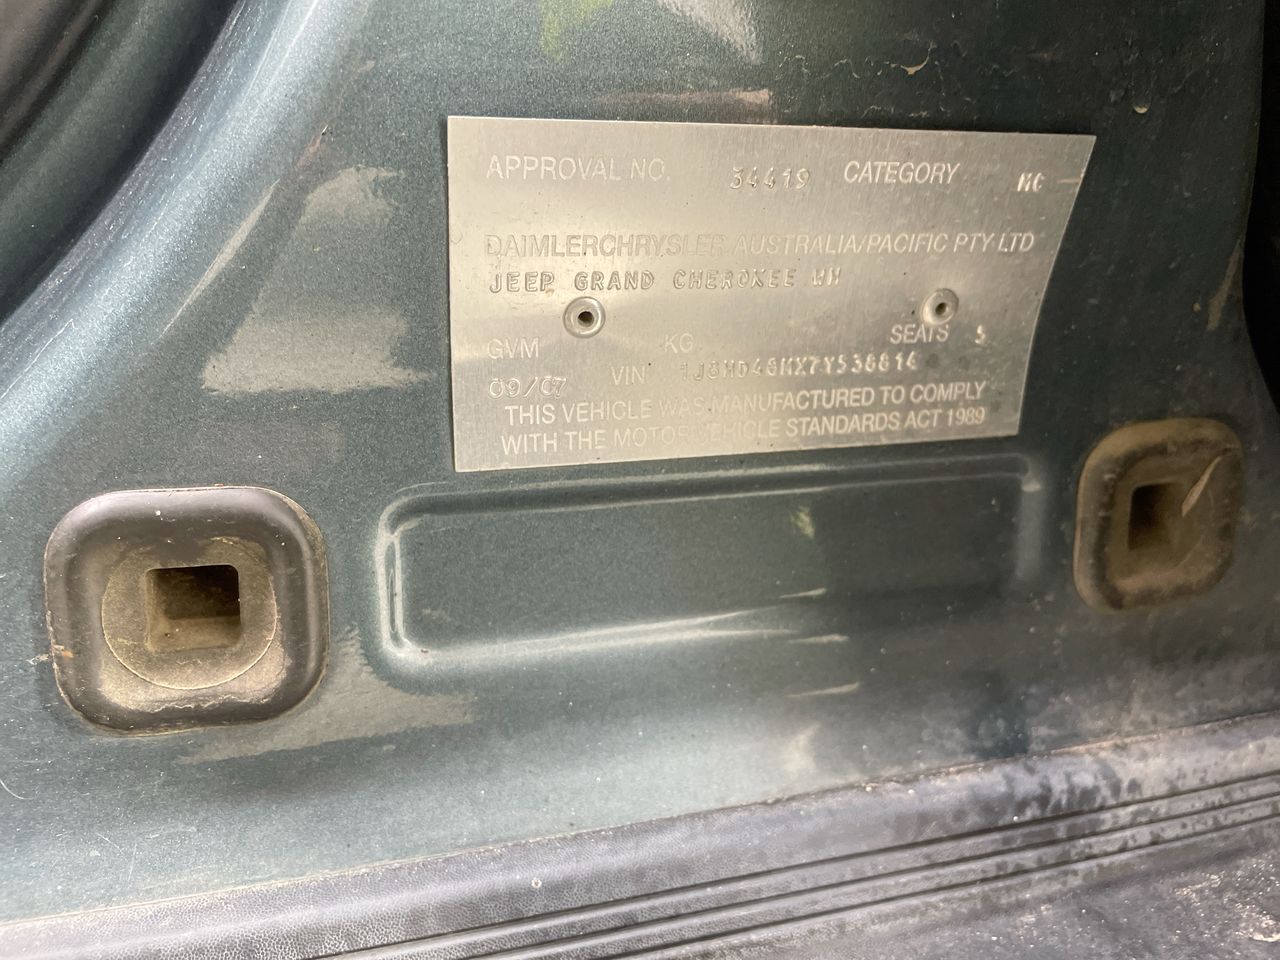 APPROVAL NO. 34419 CATEGORY MC
DAIMLERCHRYSLER AUSTRALIA/PACIFIC PTY LTD
JEEP GRAND CHEROKEE WH
GVM KG SEATS 5
09/07 VIN
THIS VEHICLE WAS MANUFACTURED TO COMPLY
WITH THE MOTOR VEHICLE STANDARDS ACT 1989